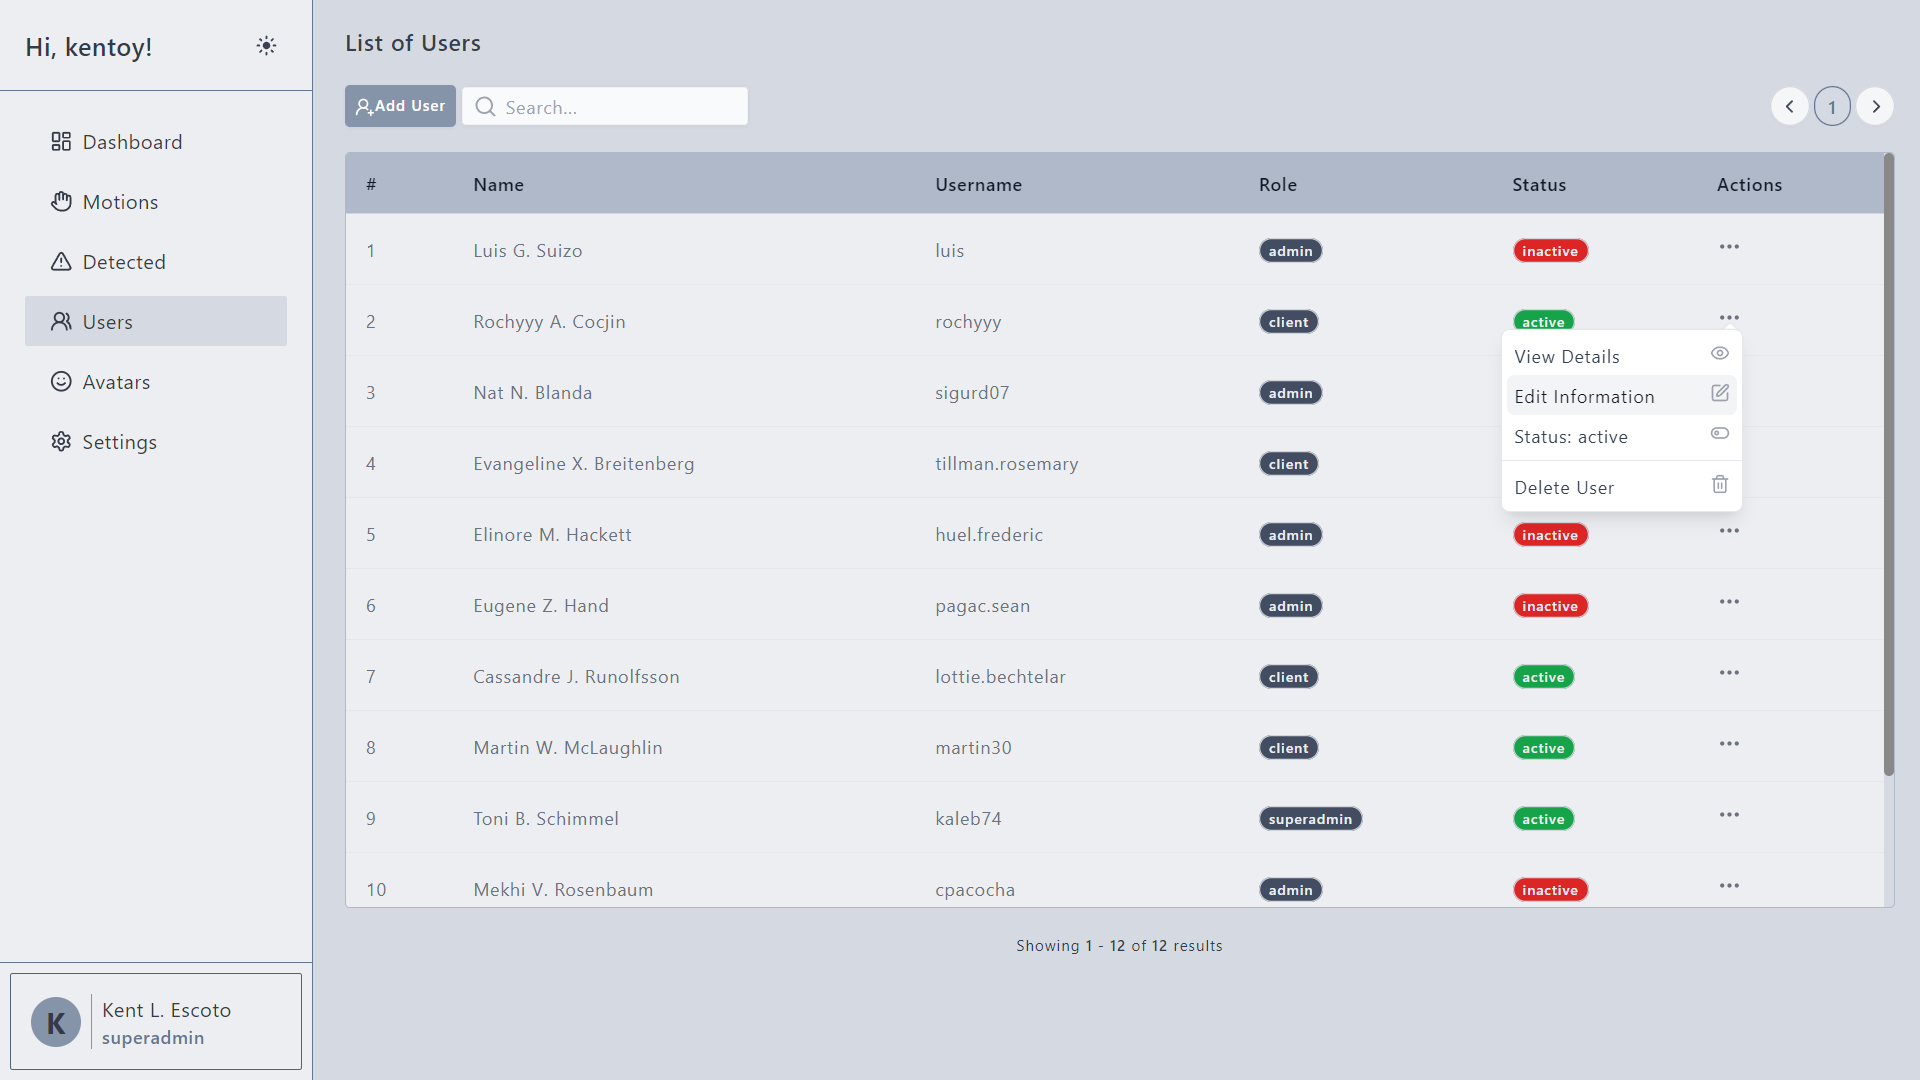 Hi, kentoy!
Dashboard
Motions
Detected
Users
Avatars
Settings
K
Kent L. Escoto
superadmin
List of Users
Add User
Search...
1
# Name Username Role Status Actions
1 Luis G. Suizo luis admin inactive
2 Rochyyy A. Cocjin rochyyy client active
3 Nat N. Blanda sigurd07 admin
4 Evangeline X. Breitenberg tillman.rosemary client
5 Elinore M. Hackett huel.frederic admin inactive
6 Eugene Z. Hand pagac.sean admin inactive
7 Cassandre J. Runolfsson lottie.bechtelar client active
8 Martin W. McLaughlin martin30 client active
9 Toni B. Schimmel kaleb74 superadmin active
10 Mekhi V. Rosenbaum cpacocha admin inactive
View Details
Edit Information
Status: active
Delete User
Showing 1 - 12 of 12 results